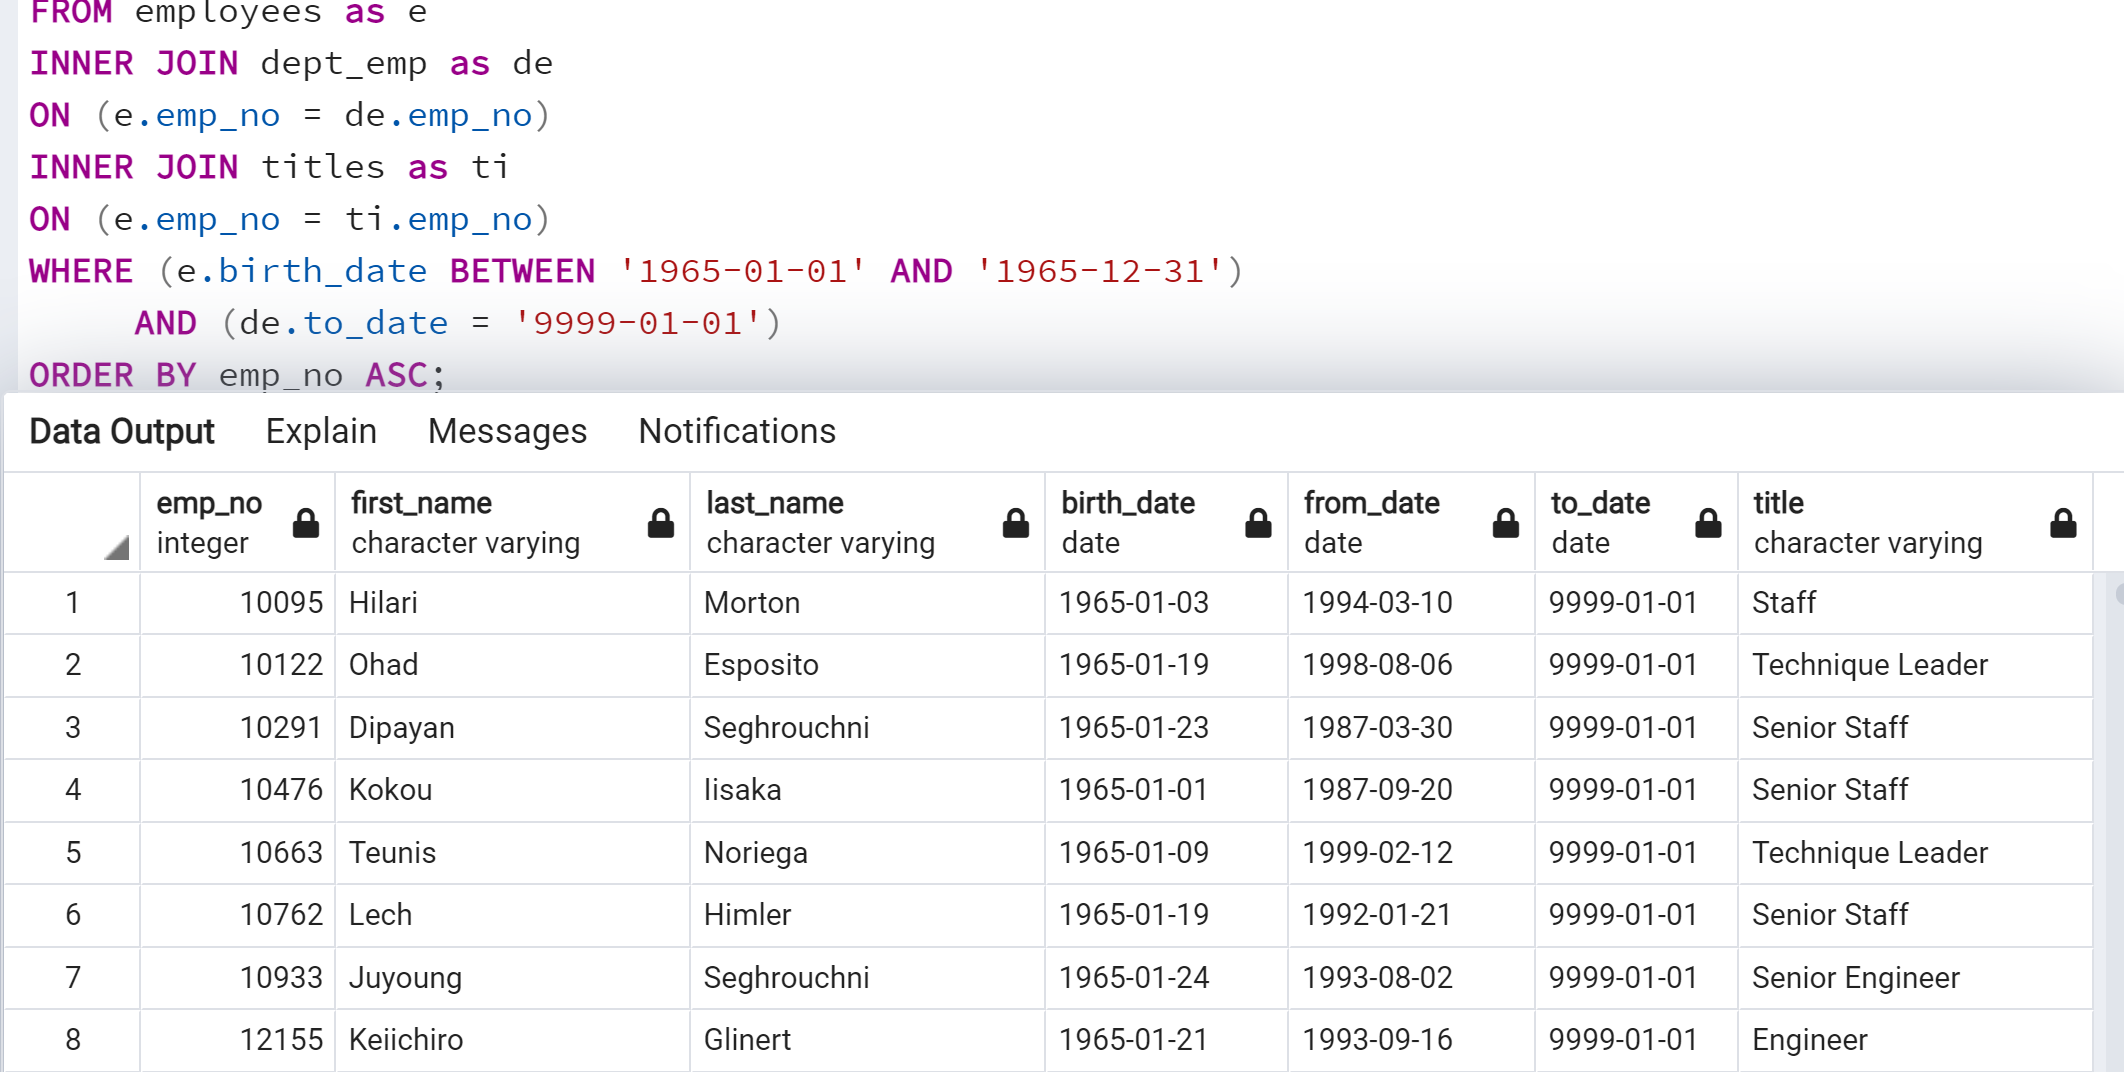 FROM employees as e
INNER JOIN dept_emp as de
ON (e.emp_no = de.emp_no)
INNER JOIN titles as ti
ON (e.emp_no = ti.emp_no)
WHERE (e.birth_date BETWEEN '1965-01-01' AND '1965-12-31')
AND (de.to_date = '9999-01-01')
ORDER BY emp_no ASC;
Data Output Explain Messages Notifications
emp_no first_name last_name birth_date from_date to_date title
integer character varying character varying date date date character varying
1 10095 Hilari Morton 1965-01-03 1994-03-10 9999-01-01 Staff
2 10122 Ohad Esposito 1965-01-19 1998-08-06 9999-01-01 Technique Leader
3 10291 Dipayan Seghrouchni 1965-01-23 1987-03-30 9999-01-01 Senior Staff
4 10476 Kokou Iisaka 1965-01-01 1987-09-20 9999-01-01 Senior Staff
5 10663 Teunis Noriega 1965-01-09 1999-02-12 9999-01-01 Technique Leader
6 10762 Lech Himler 1965-01-19 1992-01-21 9999-01-01 Senior Staff
7 10933 Juyoung Seghrouchni 1965-01-24 1993-08-02 9999-01-01 Senior Engineer
8 12155 Keiichiro Glinert 1965-01-21 1993-09-16 9999-01-01 Engineer